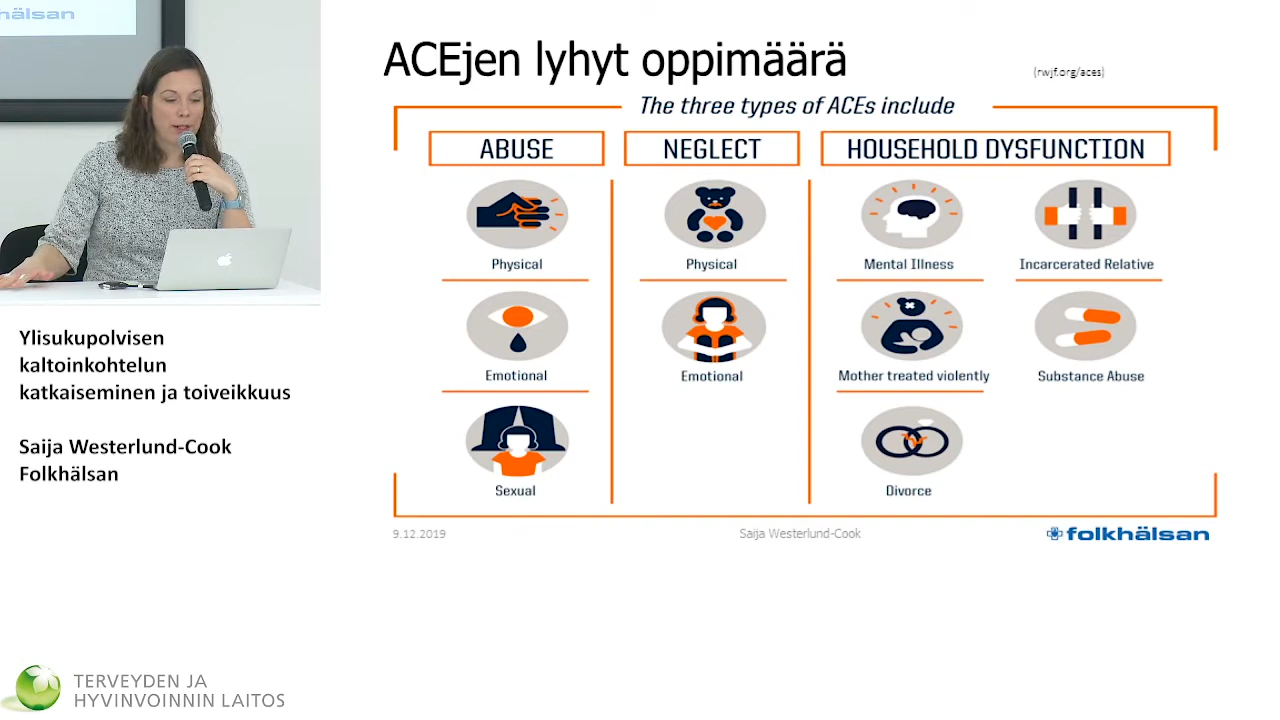 hälsan
ACEjen lyhyt oppimäärä
(rwjf.org/aces)
The three types of ACEs include
ABUSE
NEGLECT
HOUSEHOLD DYSFUNCTION
Physical
Physical
Mental Illness
Incarcerated Relative
Emotional
Emotional
Mother treated violently
Substance Abuse
Sexual
Divorce
9.12.2019
Saija Westerlund-Cook
folkhälsan
Ylisukupolvisen
kaltoinkohtelun
katkaiseminen ja toiveikkuus
Saija Westerlund-Cook
Folkhälsan
TERVEYDEN JA
HYVINVOINNIN LAITOS